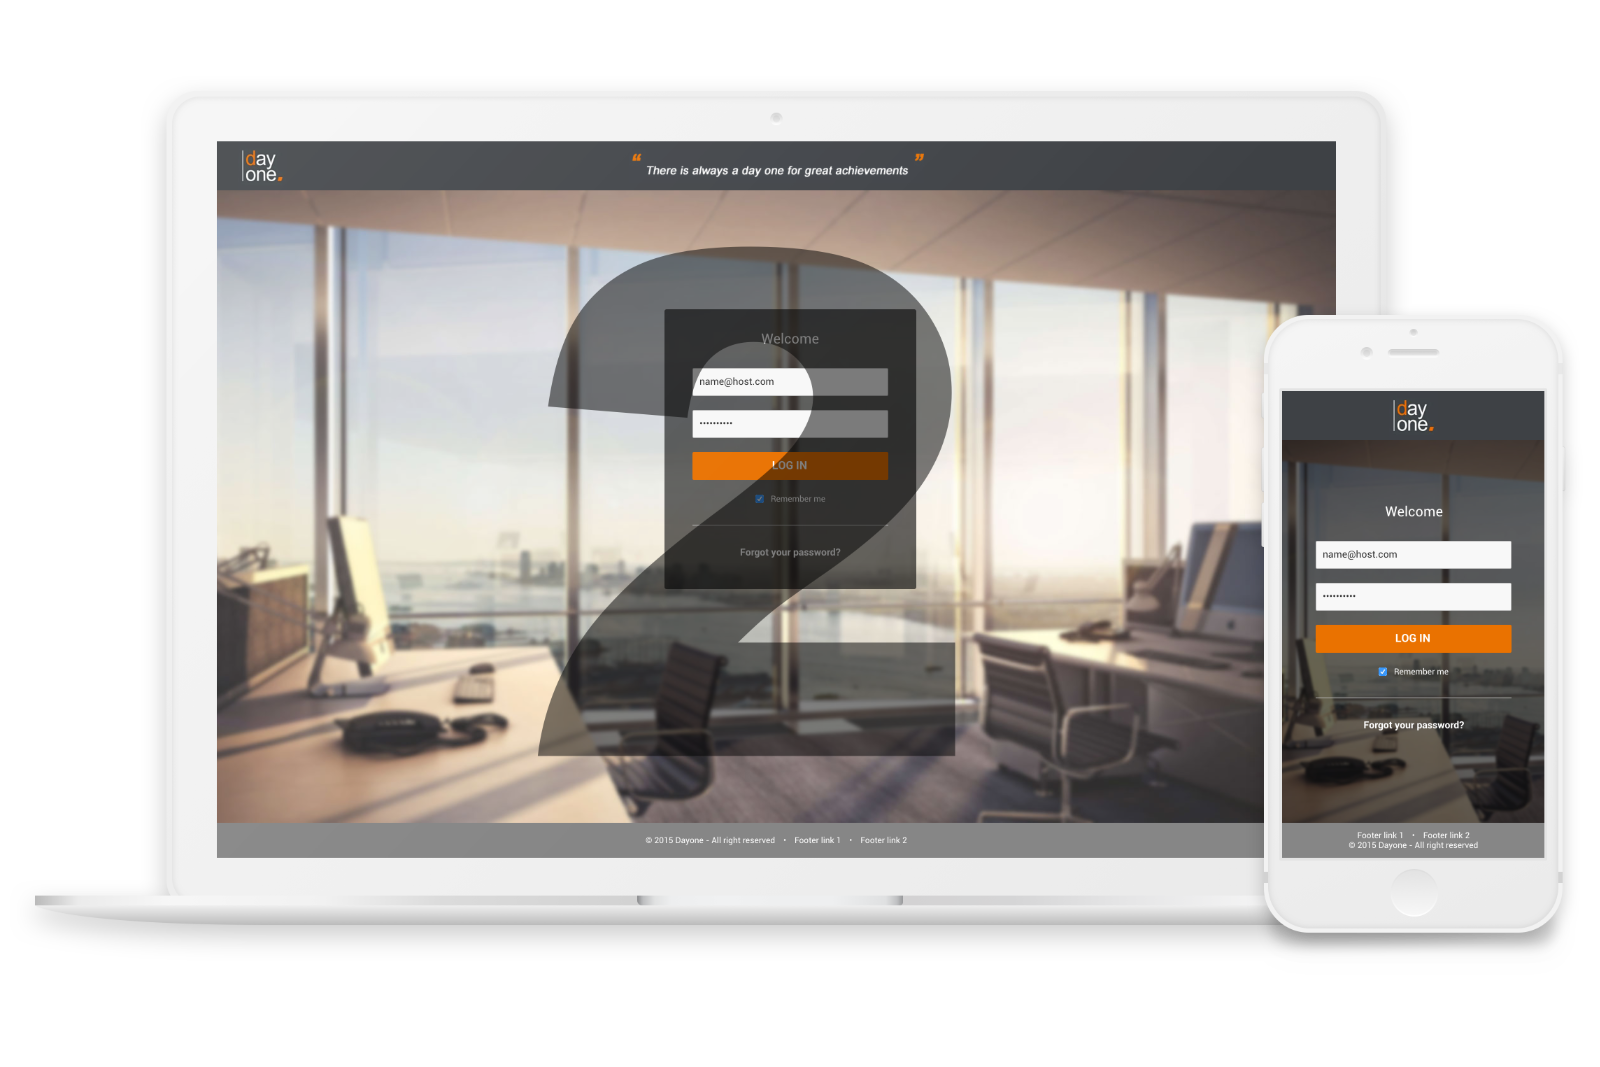 day
one.
“ There is always a day one for great achievements ”
2
Welcome
name@host.com
••••••••••
LOG IN
Remember me
Forgot your password?
© 2015 Dayone - All right reserved • Footer link 1 • Footer link 2
day
one.
Welcome
name@host.com
••••••••••
LOG IN
Remember me
Forgot your password?
Footer link 1 • Footer link 2
© 2015 Dayone - All right reserved